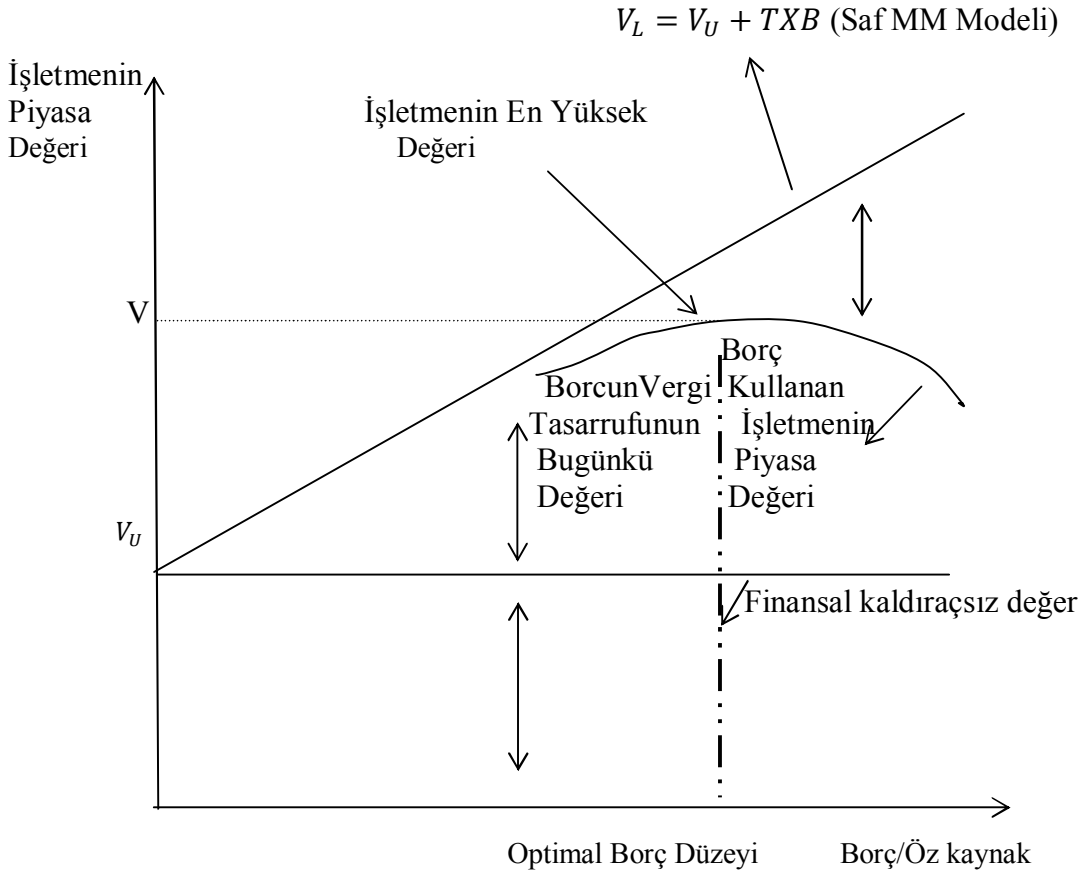 V_L = V_U + TXB (Saf MM Modeli)
İşletmenin
Piyasa
Değeri
İşletmenin En Yüksek
Değeri
V
Borç
Kullanan
İşletmenin
Piyasa
Değeri
BorcunVergi
Tasarrufunun
Bugünkü
Değeri
V_U
Finansal kaldıraçsız değer
Optimal Borç Düzeyi
Borç/Öz kaynak